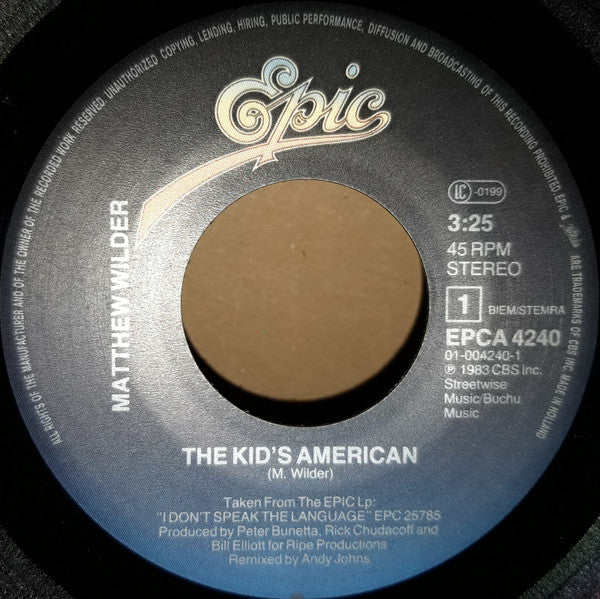 ALL RIGHTS OF THE MANUFACTURER AND OF THE OWNER OF THE RECORDED WORK RESERVED. UNAUTHORIZED COPYING, LENDING, HIRING, PUBLIC PERFORMANCE, DIFFUSION AND BROADCASTING OF THIS RECORDING PROHIBITED. EPIC & ARE TRADEMARKS OF CBS INC. MADE IN HOLLAND
Epic
MATTHEW WILDER
LC -0199
3:25
45 RPM
STEREO
1 BIEM/STEMRA
EPCA 4240
01-004240-1
℗ 1983 CBS Inc.
Streetwise
Music/Buchu
Music
THE KID'S AMERICAN
(M. Wilder)
Taken From The EPIC Lp:
"I DON'T SPEAK THE LANGUAGE" EPC 25785
Produced by Peter Bunetta, Rick Chudacoff and
Bill Elliott for Ripe Productions
Remixed by Andy Johns